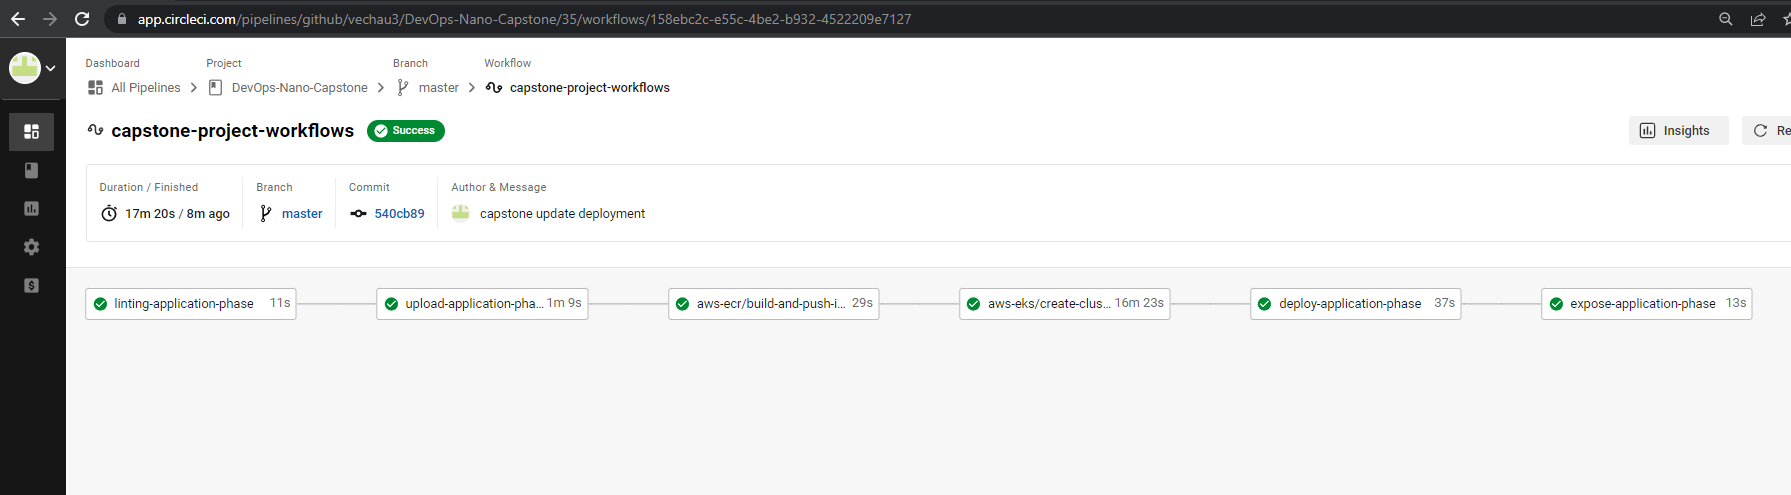 app.circleci.com/pipelines/github/vechau3/DevOps-Nano-Capstone/35/workflows/158ebc2c-e55c-4be2-b932-4522209e7127
Dashboard Project Branch Workflow
All Pipelines DevOps-Nano-Capstone master capstone-project-workflows
capstone-project-workflows Success Insights Re
Duration / Finished Branch Commit Author & Message
17m 20s / 8m ago master 540cb89 capstone update deployment
linting-application-phase 11s upload-application-pha... 1m 9s aws-ecr/build-and-push-i... 29s aws-eks/create-clus... 16m 23s deploy-application-phase 37s expose-application-phase 13s